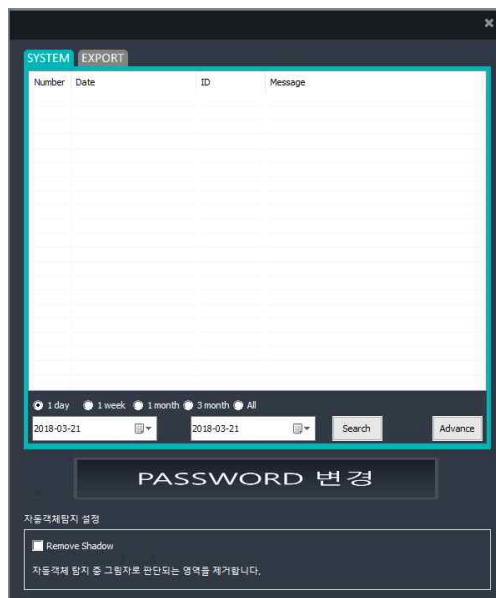 SYSTEM EXPORT
Number Date ID Message
1 day 1 week 1 month 3 month All
2018-03-21 2018-03-21 Search Advance
PASSWORD 변경
자동객체탐지 설정
Remove Shadow
자동객체 탐지 중 그림자로 판단되는 영역을 제거합니다.